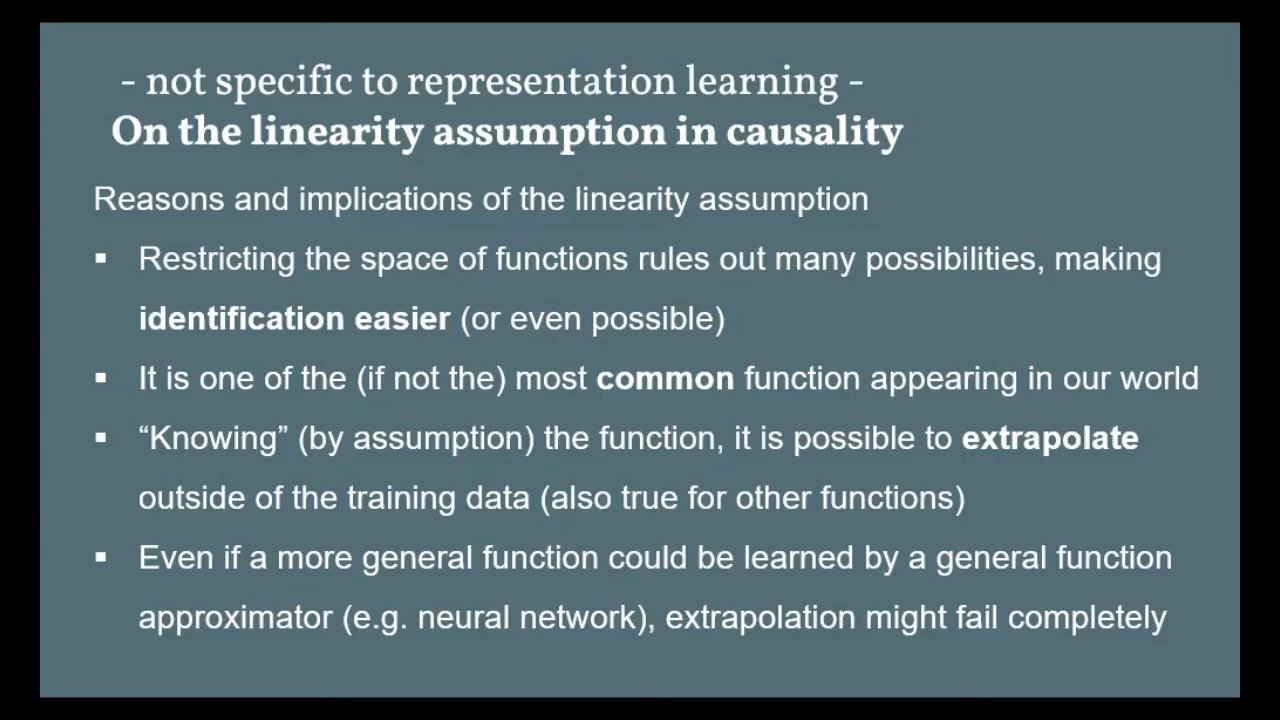 - not specific to representation learning -
On the linearity assumption in causality
Reasons and implications of the linearity assumption
▪ Restricting the space of functions rules out many possibilities, making
identification easier (or even possible)
▪ It is one of the (if not the) most common function appearing in our world
▪ “Knowing” (by assumption) the function, it is possible to extrapolate
outside of the training data (also true for other functions)
▪ Even if a more general function could be learned by a general function
approximator (e.g. neural network), extrapolation might fail completely